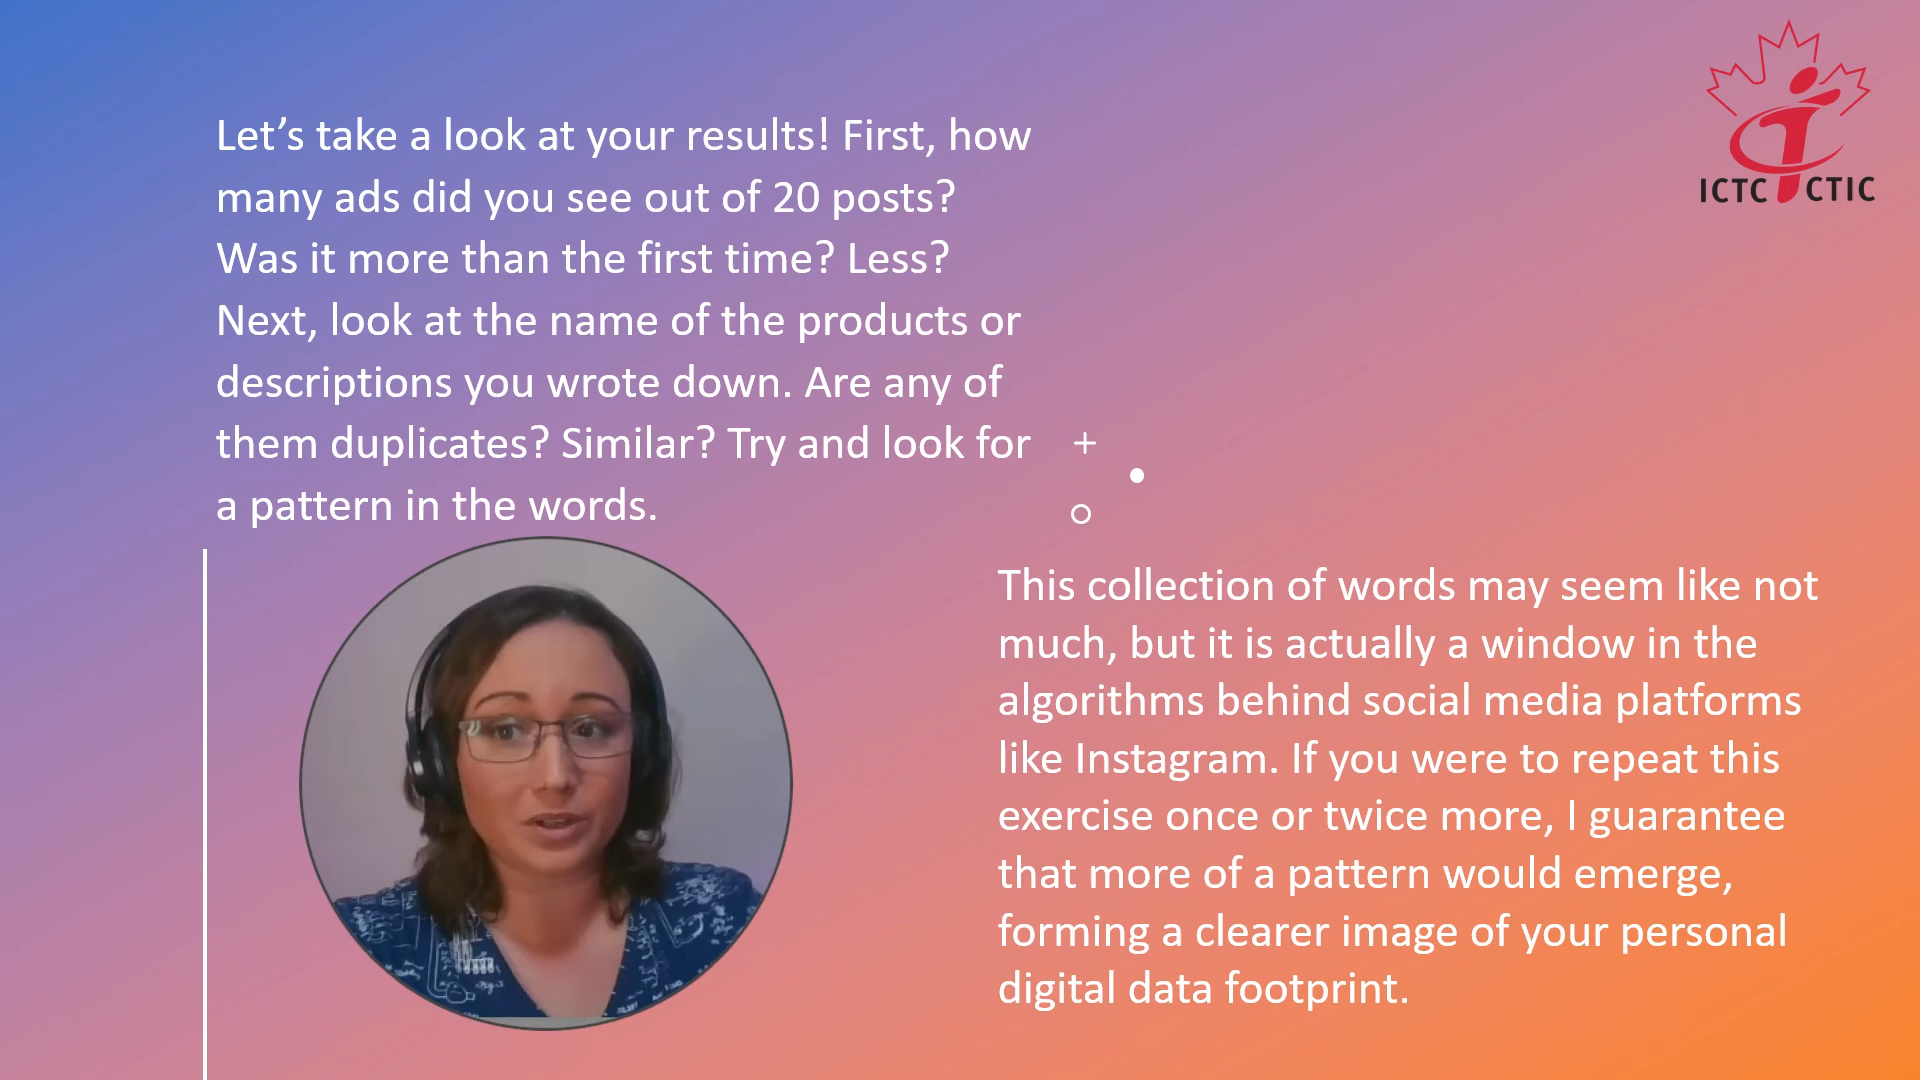 Let’s take a look at your results! First, how
many ads did you see out of 20 posts?
Was it more than the first time? Less?
Next, look at the name of the products or
descriptions you wrote down. Are any of
them duplicates? Similar? Try and look for
a pattern in the words.
ICTC CTIC
This collection of words may seem like not
much, but it is actually a window in the
algorithms behind social media platforms
like Instagram. If you were to repeat this
exercise once or twice more, I guarantee
that more of a pattern would emerge,
forming a clearer image of your personal
digital data footprint.